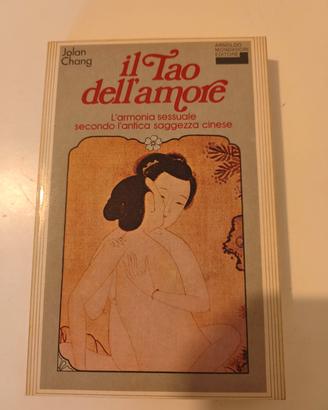 Jolan
Chang
ARNOLDO
MONDADORI
EDITORE
il Tao
dell'amore
L'armonia sessuale
secondo l'antica saggezza cinese